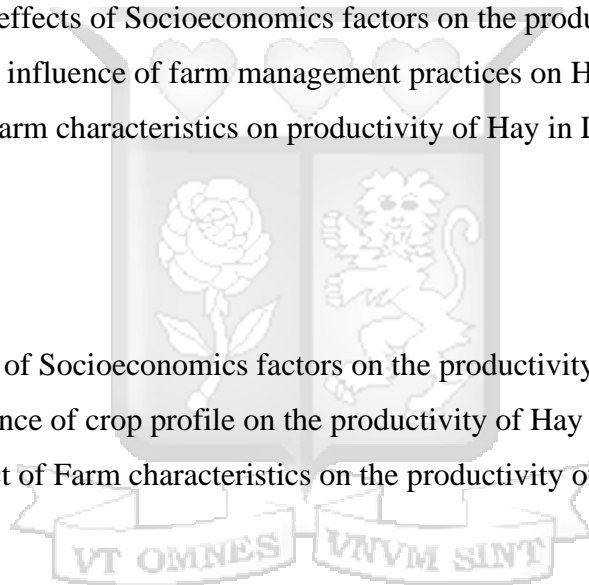 effects of Socioeconomics factors on the produ
influence of farm management practices on H
arm characteristics on productivity of Hay in
of Socioeconomics factors on the productivity
nce of crop profile on the productivity of Hay
t of Farm characteristics on the productivity o
VT OMNES VNVM SINT